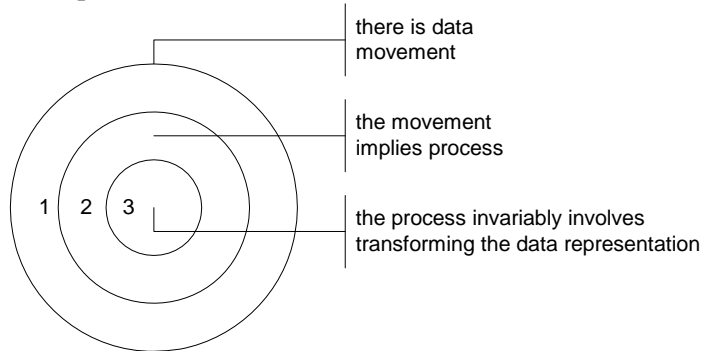 there is data
movement
the movement
implies process
1 2 3
the process invariably involves
transforming the data representation